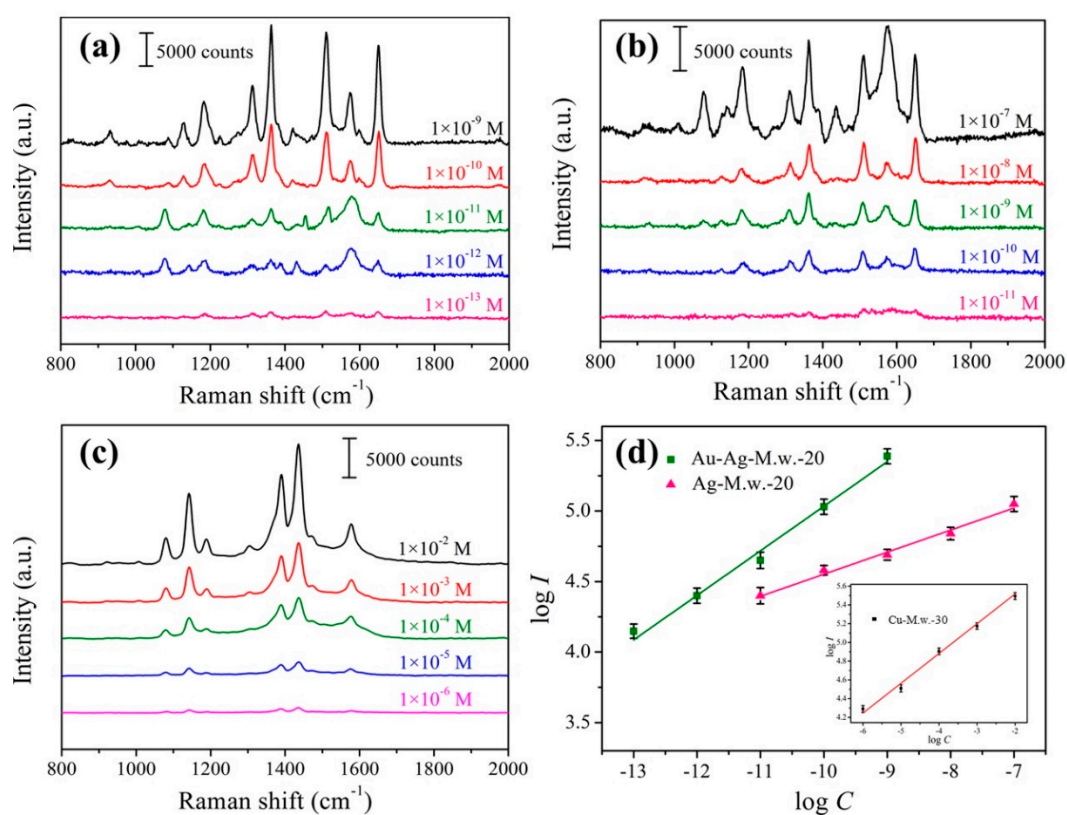 (a)
5000 counts
1×10⁻⁹ M
1×10⁻¹⁰ M
1×10⁻¹¹ M
1×10⁻¹² M
1×10⁻¹³ M
Intensity (a.u.)
800 1000 1200 1400 1600 1800 2000
Raman shift (cm⁻¹)
(b)
5000 counts
1×10⁻⁷ M
1×10⁻⁸ M
1×10⁻⁹ M
1×10⁻¹⁰ M
1×10⁻¹¹ M
Intensity (a.u.)
800 1000 1200 1400 1600 1800 2000
Raman shift (cm⁻¹)
(c)
5000 counts
1×10⁻² M
1×10⁻³ M
1×10⁻⁴ M
1×10⁻⁵ M
1×10⁻⁶ M
Intensity (a.u.)
800 1000 1200 1400 1600 1800 2000
Raman shift (cm⁻¹)
(d)
Au-Ag-M.w.-20
Ag-M.w.-20
log I
5.5
5.0
4.5
4.0
3.5
-13 -12 -11 -10 -9 -8 -7
log C
Cu-M.w.-30
log I
5.6
5.4
5.2
5.0
4.8
4.6
4.4
4.2
-6 -5 -4 -3 -2
log C